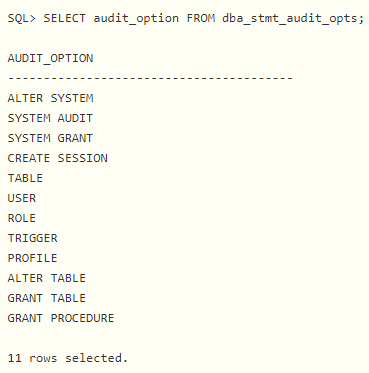 SQL> SELECT audit_option FROM dba_stmt_audit_opts;
AUDIT_OPTION
----------------------------------------
ALTER SYSTEM
SYSTEM AUDIT
SYSTEM GRANT
CREATE SESSION
TABLE
USER
ROLE
TRIGGER
PROFILE
ALTER TABLE
GRANT TABLE
GRANT PROCEDURE
11 rows selected.